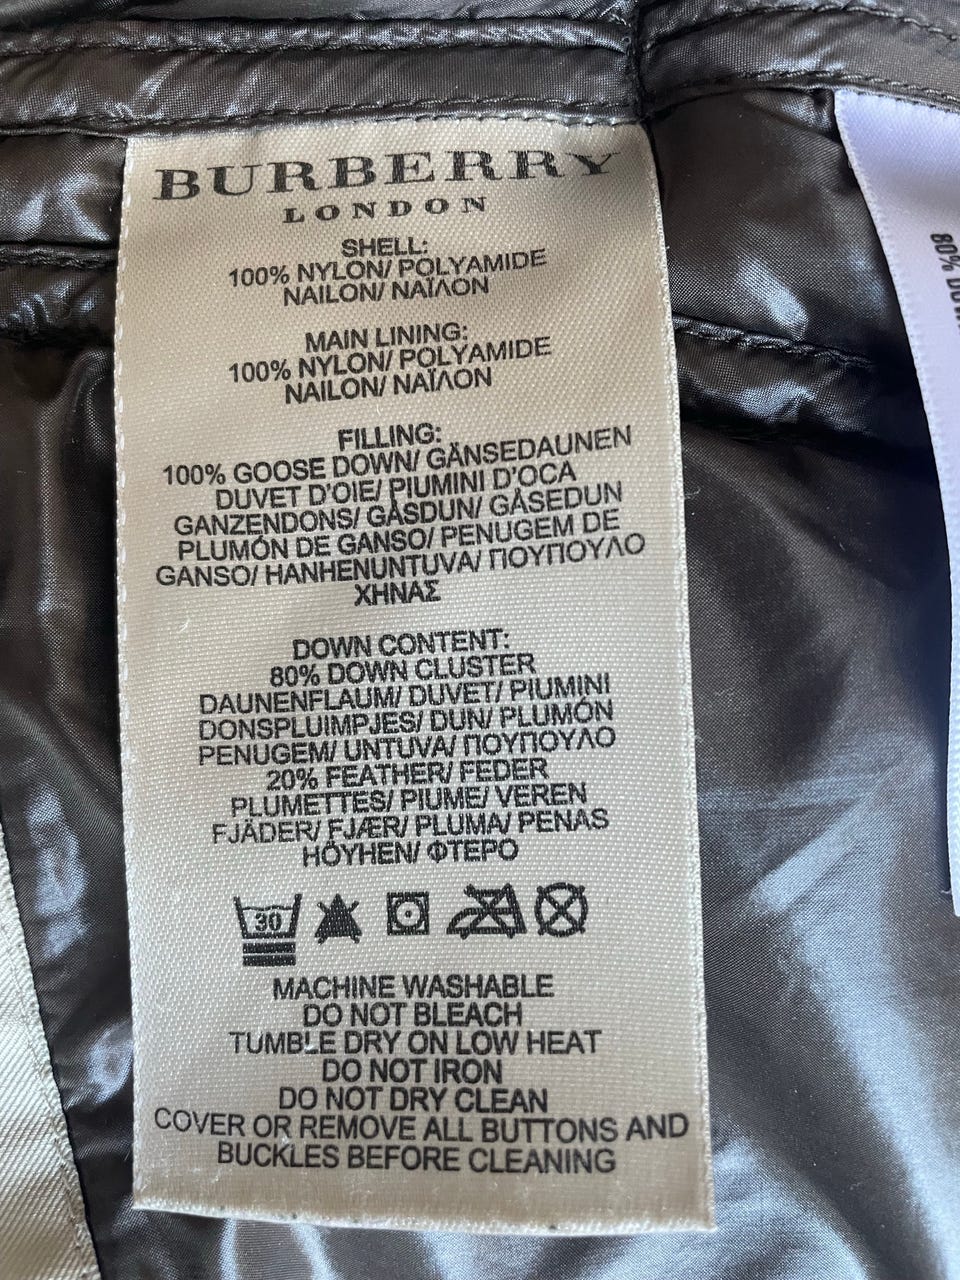 BURBERRY
LONDON
SHELL:
100% NYLON/ POLYAMIDE
NAILON/ ΝΑΪΛΟΝ
MAIN LINING:
100% NYLON/ POLYAMIDE
NAILON/ ΝΑΪΛΟΝ
FILLING:
100% GOOSE DOWN/ GÄNSEDAUNEN
DUVET D'OIE/ PIUMINI D'OCA
GANZENDONS/ GÅSDUN/ GÅSEDUN
PLUMÓN DE GANSO/ PENUGEM DE
GANSO/ HANHENUNTUVA/ ΠΟΥΠΟΥΛΟ
ΧΗΝΑΣ
DOWN CONTENT:
80% DOWN CLUSTER
DAUNENFLAUM/ DUVET/ PIUMINI
DONSPLUIMPJES/ DUN/ PLUMÓN
PENUGEM/ UNTUVA/ ΠΟΥΠΟΥΛΟ
20% FEATHER/ FEDER
PLUMETTES/ PIUME/ VEREN
FJÄDER/ FJÆR/ PLUMA/ PENAS
HÖYHEN/ ΦΤΕΡΟ
30
MACHINE WASHABLE
DO NOT BLEACH
TUMBLE DRY ON LOW HEAT
DO NOT IRON
DO NOT DRY CLEAN
COVER OR REMOVE ALL BUTTONS AND
BUCKLES BEFORE CLEANING
80%